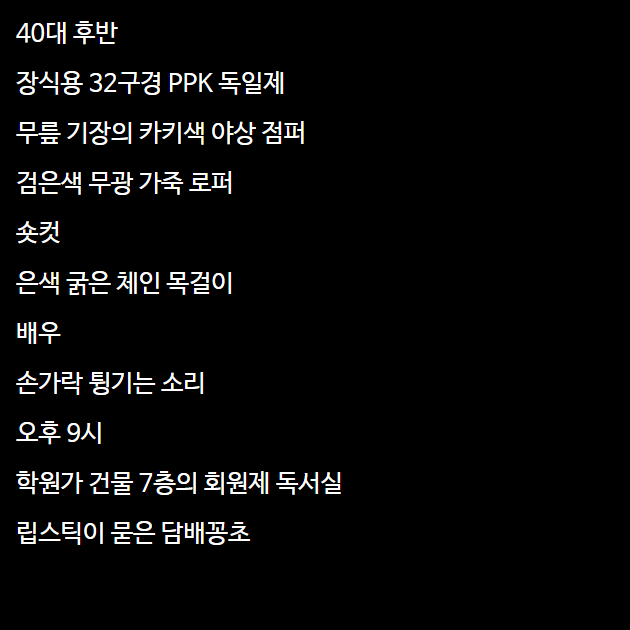 40대 후반
장식용 32구경 PPK 독일제
무릎 기장의 카키색 야상 점퍼
검은색 무광 가죽 로퍼
숏컷
은색 굵은 체인 목걸이
배우
손가락 튕기는 소리
오후 9시
학원가 건물 7층의 회원제 독서실
립스틱이 묻은 담배꽁초